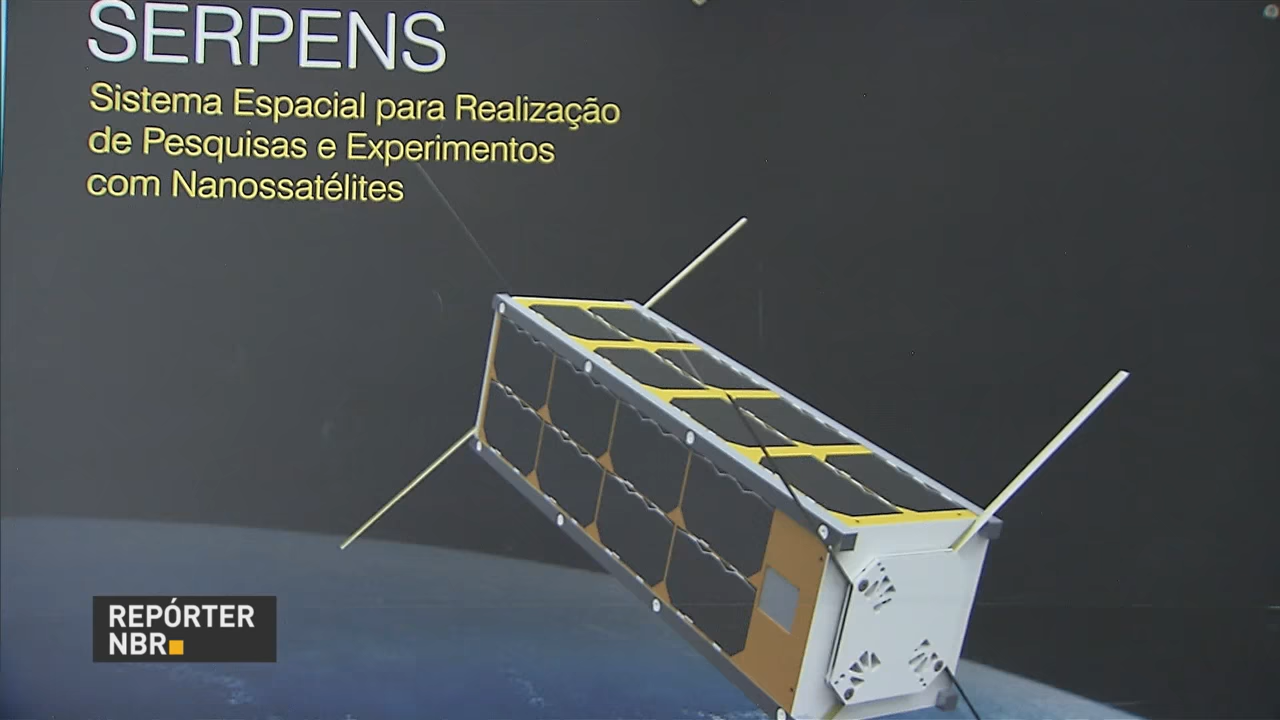 SERPENS
Sistema Espacial para Realização
de Pesquisas e Experimentos
com Nanossatélites
REPÓRTER
NBR